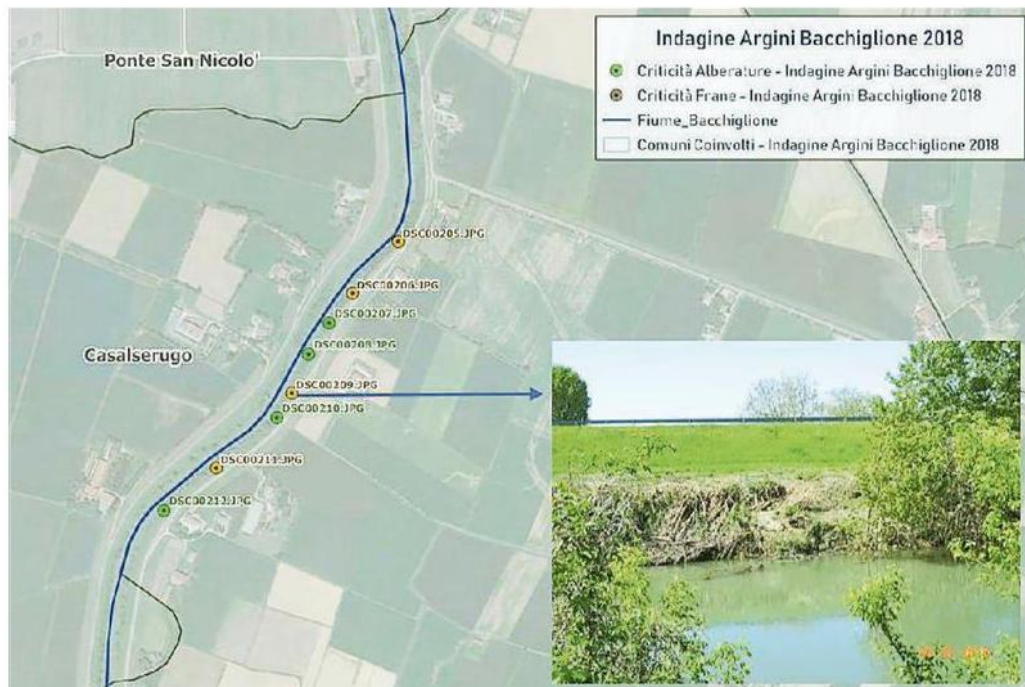 Indagine Argini Bacchiglione 2018
Criticità Alberature - Indagine Argini Bacchiglione 2018
Criticità Frane - Indagine Argini Bacchiglione 2018
Fiume_Bacchiglione
Comuni Coinvolti - Indagine Argini Bacchiglione 2018
Ponte San Nicolo'
DSC00205.JPG
DSC00206.JPG
DSC00207.JPG
DSC00208.JPG
Casalserugo
DSC00209.JPG
DSC00210.JPG
DSC00211.JPG
DSC00212.JPG